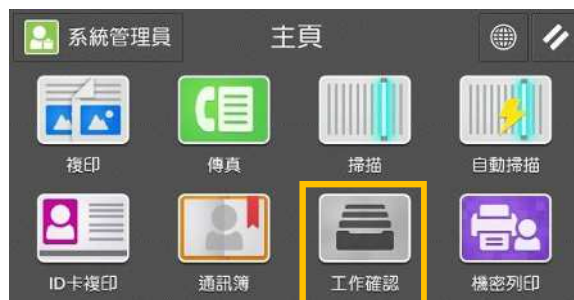 系統管理員
主頁
複印
傳真
掃描
自動掃描
ID卡複印
通訊簿
工作確認
機密列印